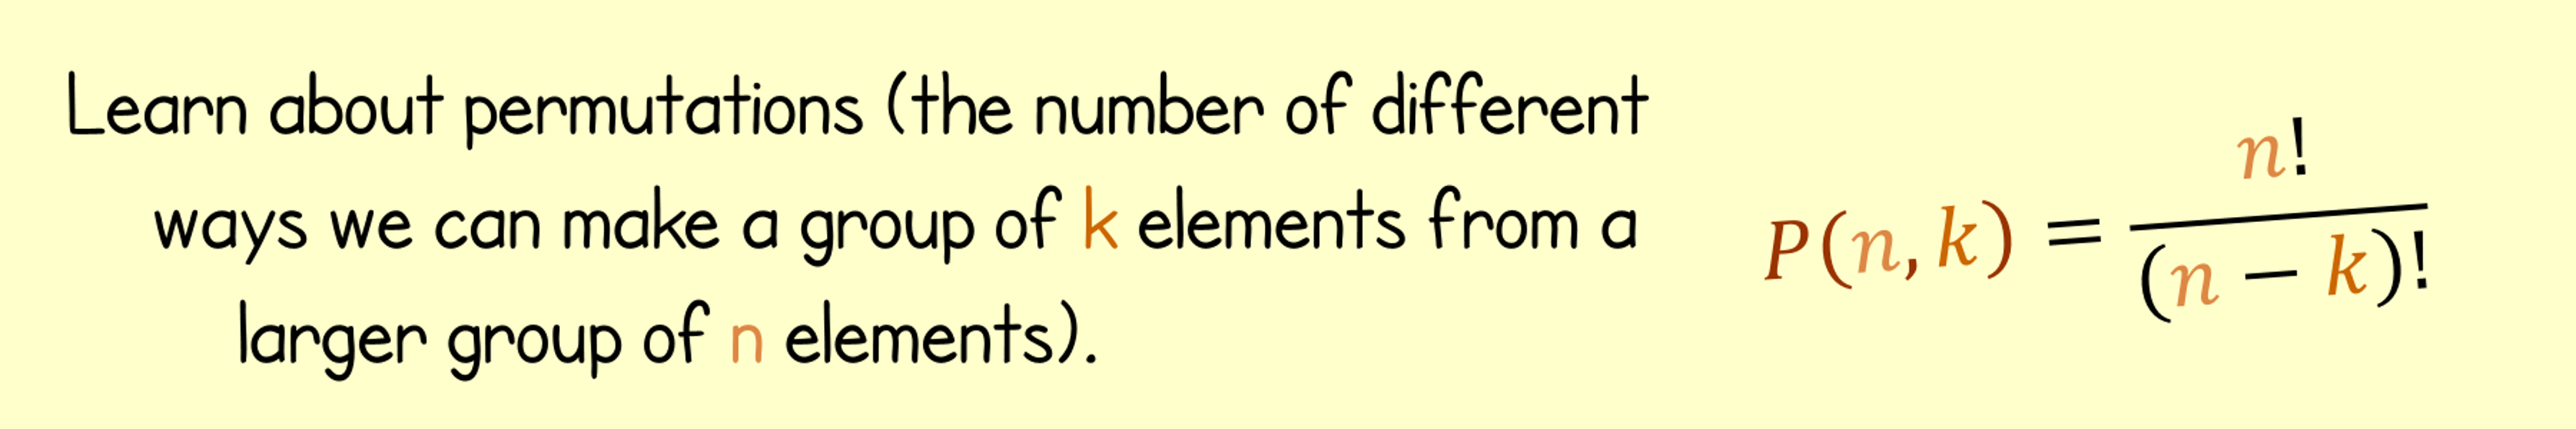 Learn about permutations (the number of different
ways we can make a group of k elements from a
larger group of n elements).
P(n, k) = n! / (n − k)!